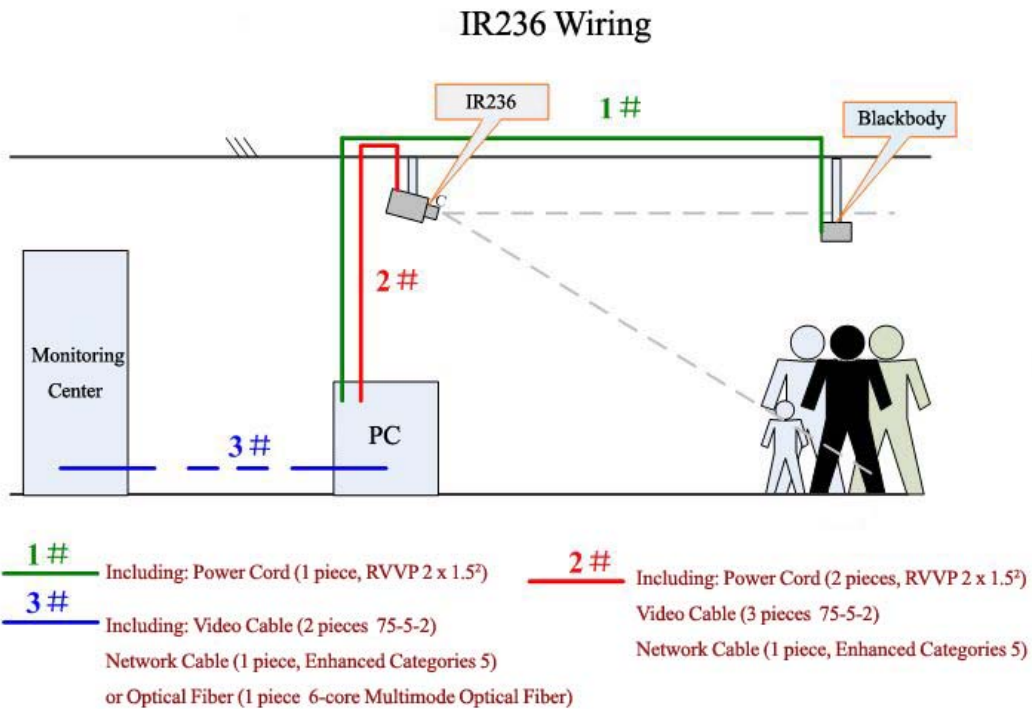 IR236 Wiring
IR236
1#
Blackbody
C
2#
Monitoring
Center
PC
3#
1#
Including: Power Cord (1 piece, RVVP 2 x 1.5²)
3#
Including: Video Cable (2 pieces 75-5-2)
Network Cable (1 piece, Enhanced Categories 5)
or Optical Fiber (1 piece 6-core Multimode Optical Fiber)
2#
Including: Power Cord (2 pieces, RVVP 2 x 1.5²)
Video Cable (3 pieces 75-5-2)
Network Cable (1 piece, Enhanced Categories 5)